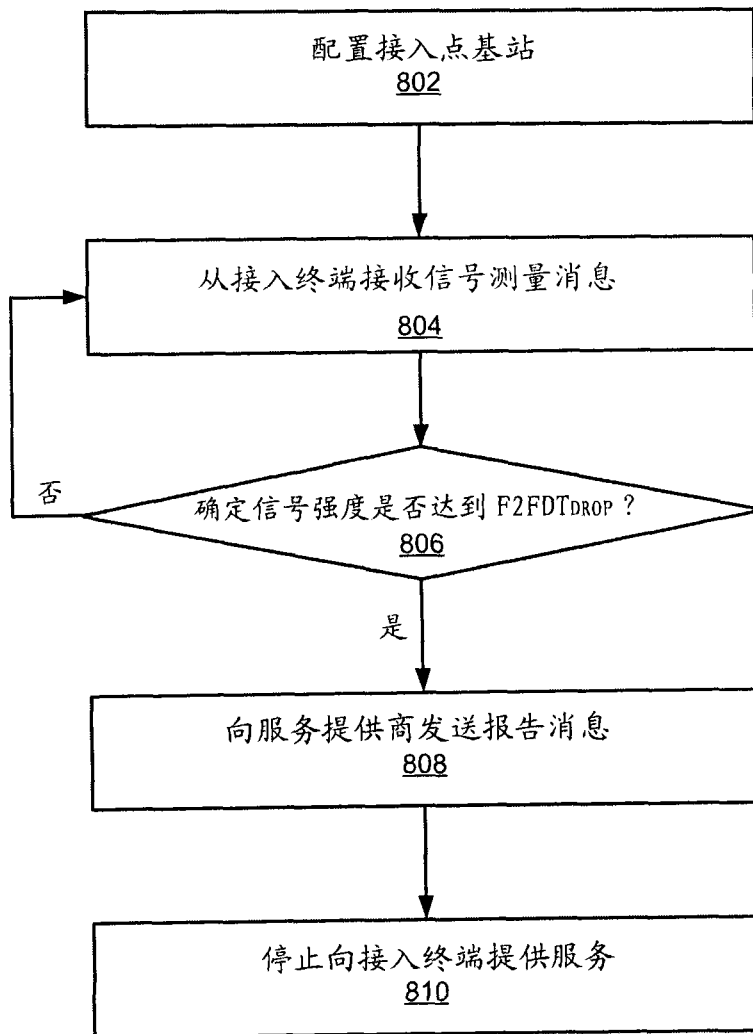 配置接入点基站
802
从接入终端接收信号测量消息
804
否
确定信号强度是否达到 F2FDTDROP ?
806
是
向服务提供商发送报告消息
808
停止向接入终端提供服务
810